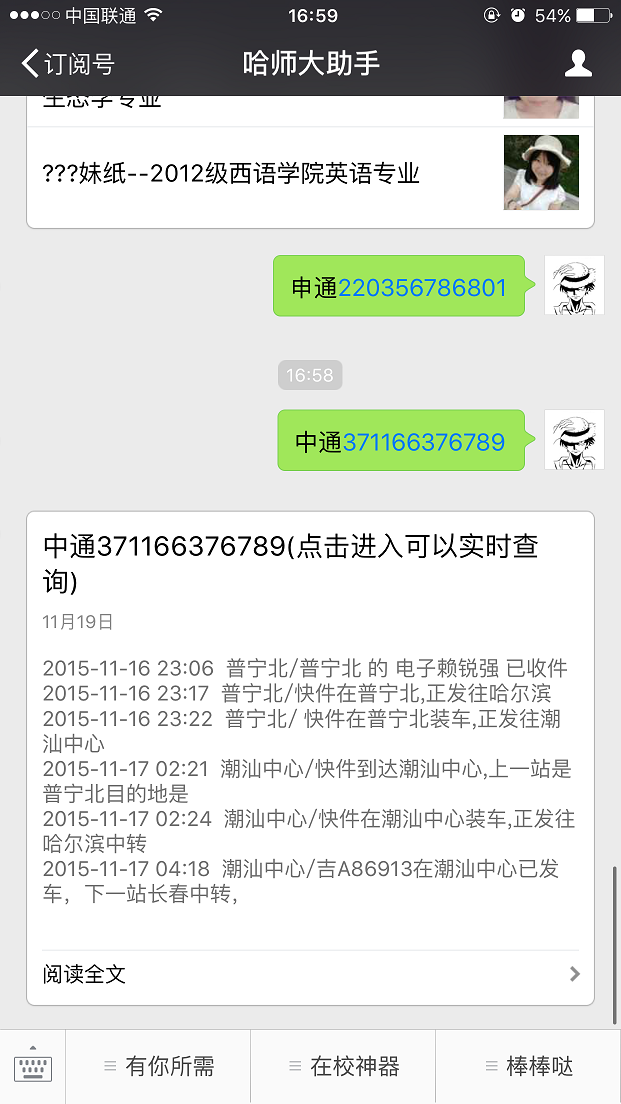 中国联通 16:59 54%
订阅号 哈师大助手
生态学专业
???妹纸--2012级西语学院英语专业
申通220356786801
16:58
中通371166376789
中通371166376789(点击进入可以实时查
询)
11月19日
2015-11-16 23:06 普宁北/普宁北 的 电子赖锐强 已收件
2015-11-16 23:17 普宁北/快件在普宁北,正发往哈尔滨
2015-11-16 23:22 普宁北/ 快件在普宁北装车,正发往潮
汕中心
2015-11-17 02:21 潮汕中心/快件到达潮汕中心,上一站是
普宁北目的地是
2015-11-17 02:24 潮汕中心/快件在潮汕中心装车,正发往
哈尔滨中转
2015-11-17 04:18 潮汕中心/吉A86913在潮汕中心已发
车，下一站长春中转,
阅读全文
有你所需 在校神器 棒棒哒